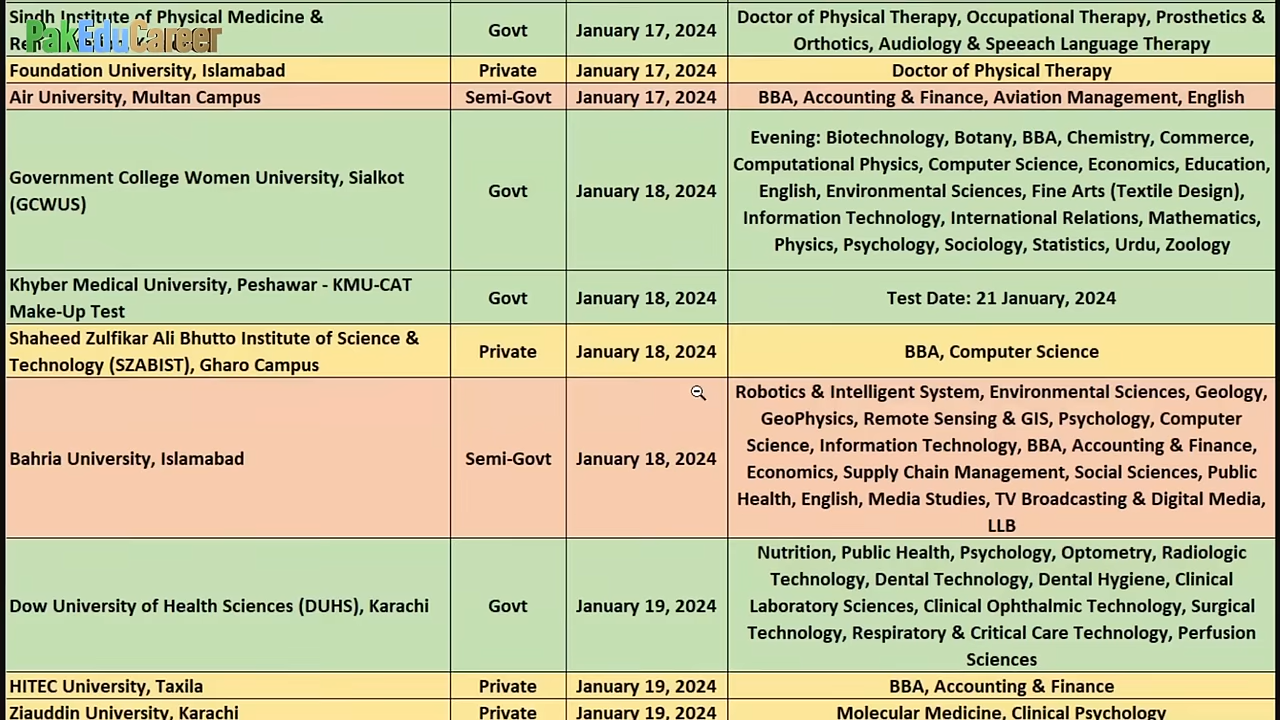 Sindh Institute of Physical Medicine &
PakEduCareer
Govt
January 17, 2024
Doctor of Physical Therapy, Occupational Therapy, Prosthetics &
Orthotics, Audiology & Speeach Language Therapy
Foundation University, Islamabad
Private
January 17, 2024
Doctor of Physical Therapy
Air University, Multan Campus
Semi-Govt
January 17, 2024
BBA, Accounting & Finance, Aviation Management, English
Government College Women University, Sialkot
(GCWUS)
Govt
January 18, 2024
Evening: Biotechnology, Botany, BBA, Chemistry, Commerce,
Computational Physics, Computer Science, Economics, Education,
English, Environmental Sciences, Fine Arts (Textile Design),
Information Technology, International Relations, Mathematics,
Physics, Psychology, Sociology, Statistics, Urdu, Zoology
Khyber Medical University, Peshawar - KMU-CAT
Make-Up Test
Govt
January 18, 2024
Test Date: 21 January, 2024
Shaheed Zulfikar Ali Bhutto Institute of Science &
Technology (SZABIST), Gharo Campus
Private
January 18, 2024
BBA, Computer Science
Bahria University, Islamabad
Semi-Govt
January 18, 2024
Robotics & Intelligent System, Environmental Sciences, Geology,
GeoPhysics, Remote Sensing & GIS, Psychology, Computer
Science, Information Technology, BBA, Accounting & Finance,
Economics, Supply Chain Management, Social Sciences, Public
Health, English, Media Studies, TV Broadcasting & Digital Media,
LLB
Dow University of Health Sciences (DUHS), Karachi
Govt
January 19, 2024
Nutrition, Public Health, Psychology, Optometry, Radiologic
Technology, Dental Technology, Dental Hygiene, Clinical
Laboratory Sciences, Clinical Ophthalmic Technology, Surgical
Technology, Respiratory & Critical Care Technology, Perfusion
Sciences
HITEC University, Taxila
Private
January 19, 2024
BBA, Accounting & Finance
Ziauddin University, Karachi
Private
January 19, 2024
Molecular Medicine, Clinical Psychology